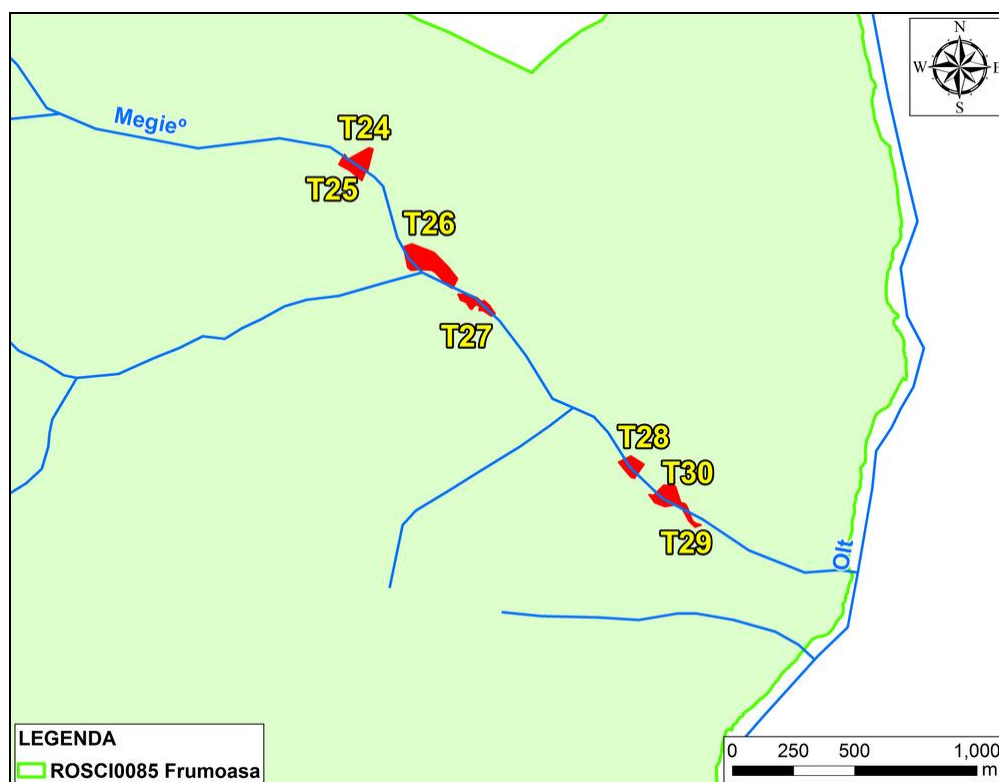 N
W E
S
Megieº
T24
T25
T26
T27
T28
T30
T29
Olt
LEGENDA
ROSCI0085 Frumoasa
0 250 500 1,000
m